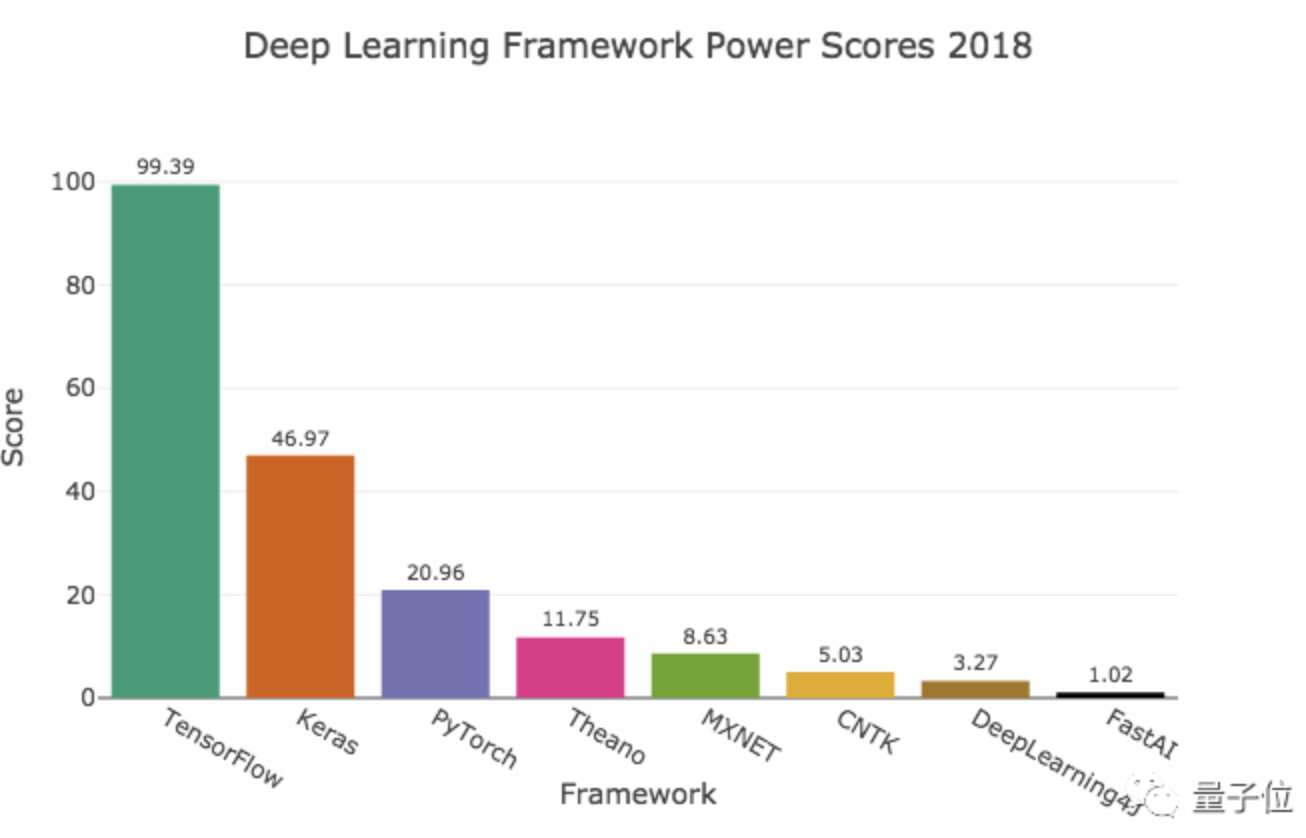 Deep Learning Framework Power Scores 2018
Score
100
80
60
40
20
0
99.39
46.97
20.96
11.75
8.63
5.03
3.27
1.02
TensorFlow
Keras
PyTorch
Theano
MXNET
CNTK
DeepLearning4J
FastAI
Framework
量子位